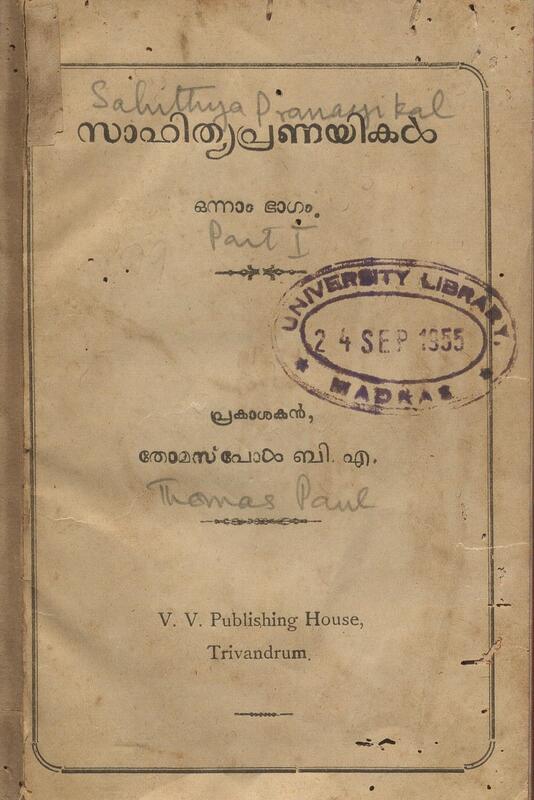 Sahithya Pranayikal
സാഹിത്യപ്രണയികൾ
ഒന്നാം ഭാഗം.
Part I
UNIVERSITY LIBRARY,
24 SEP 1955
MADRAS
പ്രകാശകൻ,
തോമസ്പോൾ ബി. എ.
Thomas Paul
V. V. Publishing House,
Trivandrum.